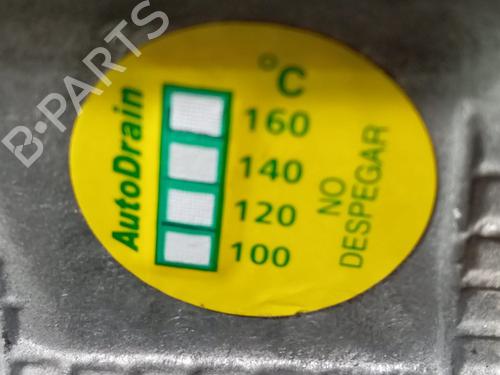 B-PARTS
AutoDrain
°C
160
140
120
100
NO
DESPEGAR